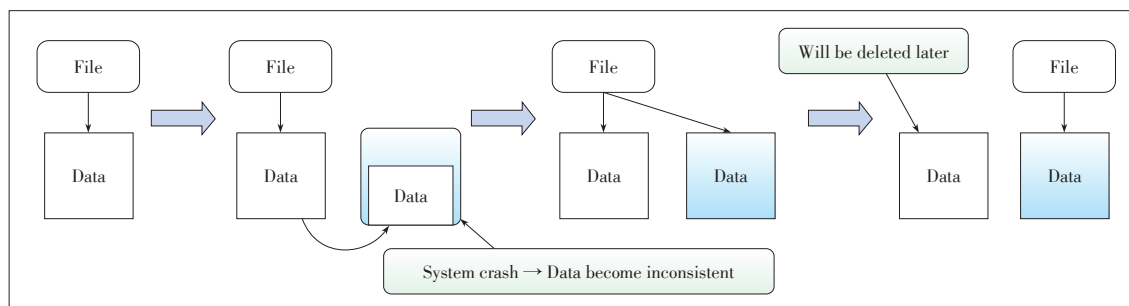 File
Data
File
Data
Data
System crash → Data become inconsistent
File
Data
Data
Will be deleted later
File
Data
Data